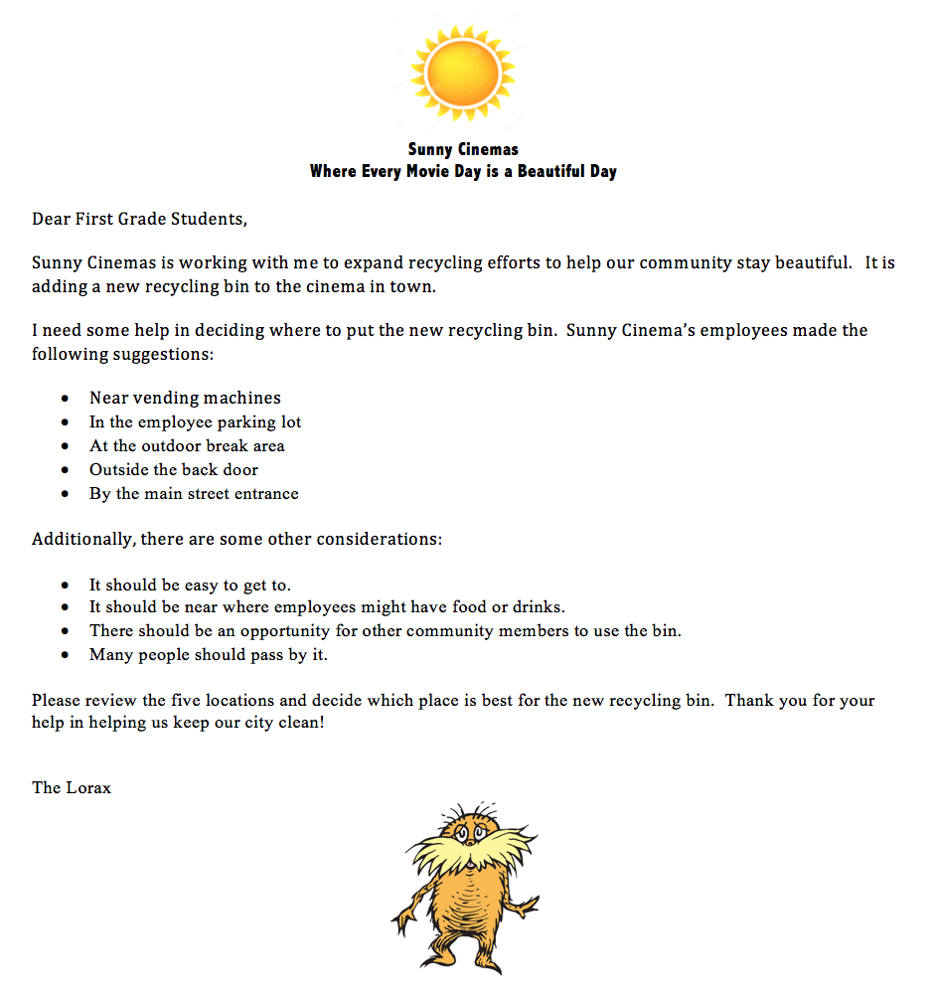 Sunny Cinemas
Where Every Movie Day is a Beautiful Day
Dear First Grade Students,
Sunny Cinemas is working with me to expand recycling efforts to help our community stay beautiful.  It is
adding a new recycling bin to the cinema in town.
I need some help in deciding where to put the new recycling bin.  Sunny Cinema's employees made the
following suggestions:
• Near vending machines
• In the employee parking lot
• At the outdoor break area
• Outside the back door
• By the main street entrance
Additionally, there are some other considerations:
• It should be easy to get to.
• It should be near where employees might have food or drinks.
• There should be an opportunity for other community members to use the bin.
• Many people should pass by it.
Please review the five locations and decide which place is best for the new recycling bin.  Thank you for your
help in helping us keep our city clean!
The Lorax